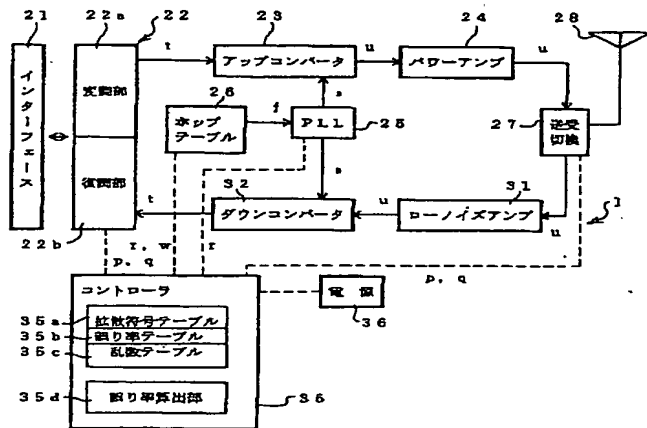 21
22a
22
23
24
28
インターフェース
変調部
復調部
22b
t
アップコンバータ
u
パワーアンプ
u
26
ホップテーブル
f
s
PLL
25
27
送受切換
s
t
32
ダウンコンバータ
u
31
ローノイズアンプ
u
1
p, q
r, w
r
p, q
コントローラ
35a
拡散符号テーブル
35b
誤り率テーブル
35c
乱数テーブル
35d
誤り率算出部
35
電源
36